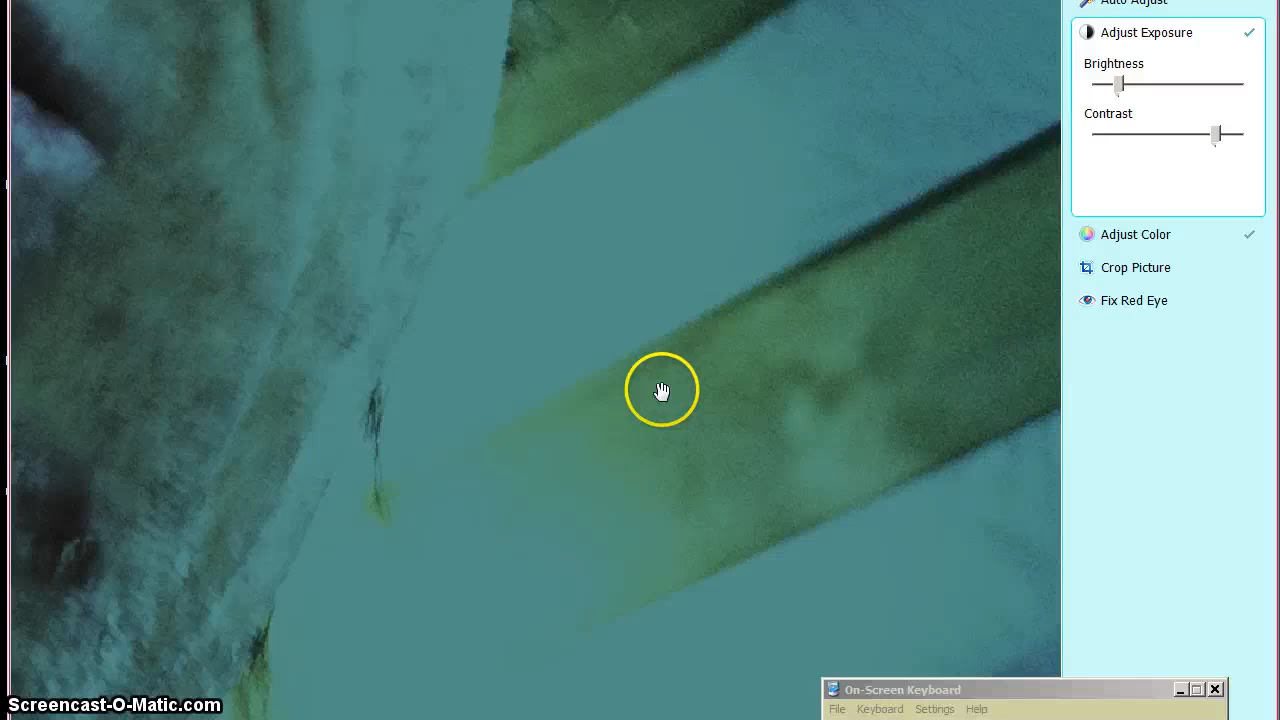 Auto Adjust
Adjust Exposure
Brightness
Contrast
Adjust Color
Crop Picture
Fix Red Eye
On-Screen Keyboard
File Keyboard Settings Help
Screencast-O-Matic.com